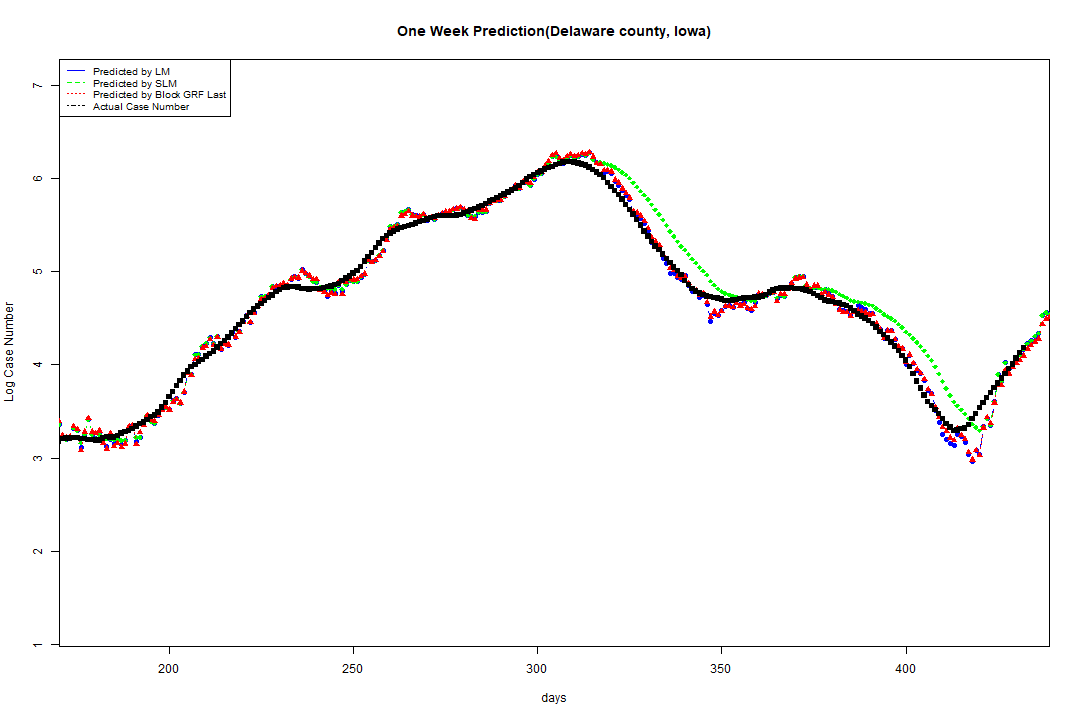 One Week Prediction(Delaware county, Iowa)
Predicted by LM
Predicted by SLM
Predicted by Block GRF Last
Actual Case Number
7
6
5
4
3
2
1
Log Case Number
200
250
300
350
400
days